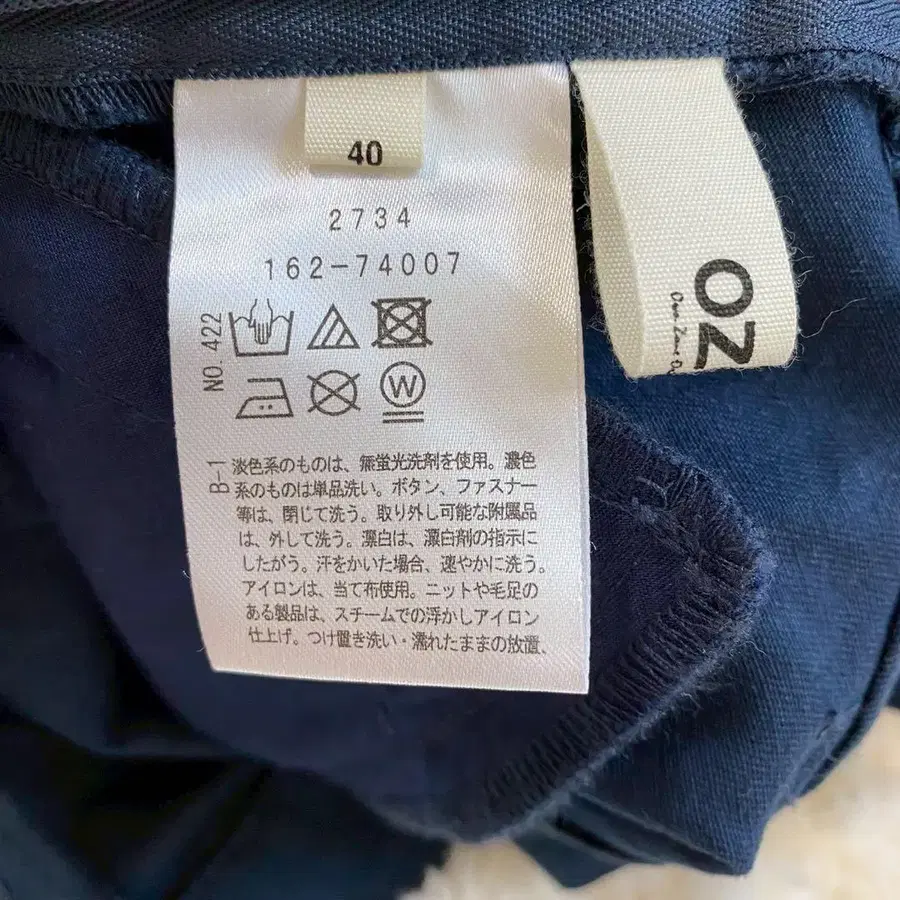 40
2734
162-74007
NO.422
W
B-1
淡色系のものは、無蛍光洗剤を使用。濃色
系のものは単品洗い。ボタン、ファスナー
等は、閉じて洗う。取り外し可能な附属品
は、外して洗う。漂白は、漂白剤の指示に
したがう。汗をかいた場合、速やかに洗う。
アイロンは、当て布使用。ニットや毛足の
ある製品は、スチームでの浮かしアイロン
仕上げ。つけ置き洗い・濡れたままの放置、
OZ